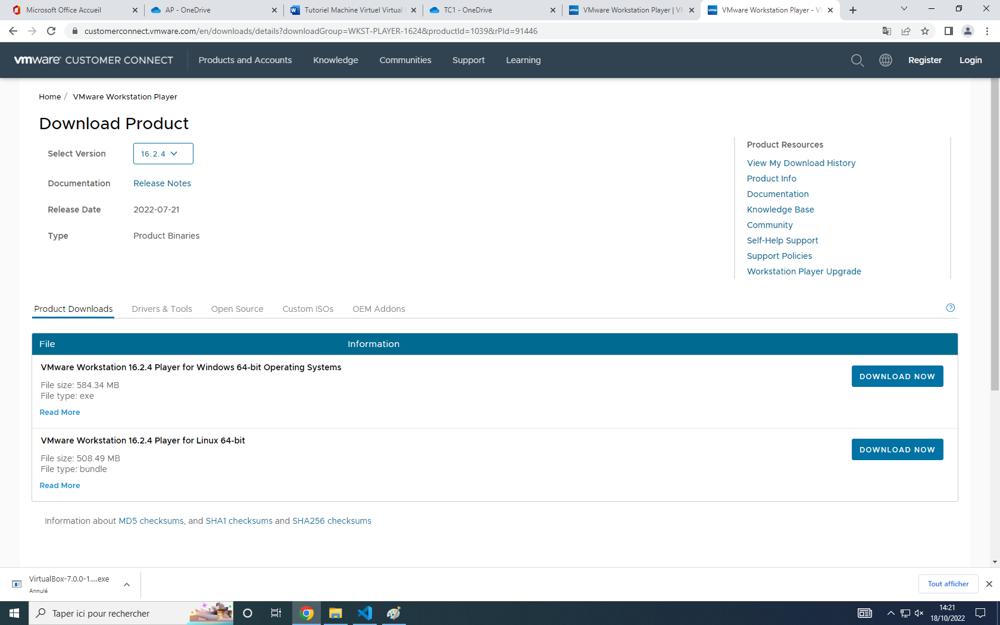 Microsoft Office Accueil
AP - OneDrive
Tutoriel Machine Virtuel Virtual
TC1 - OneDrive
VMware Workstation Player | VM
VMware Workstation Player - VM
customerconnect.vmware.com/en/downloads/details?downloadGroup=WKST-PLAYER-1624&productId=1039&rPId=91446
vmware® CUSTOMER CONNECT
Products and Accounts
Knowledge
Communities
Support
Learning
Register
Login
Home / VMware Workstation Player
Download Product
Select Version
16.2.4
Documentation
Release Notes
Release Date
2022-07-21
Type
Product Binaries
Product Resources
View My Download History
Product Info
Documentation
Knowledge Base
Community
Self-Help Support
Support Policies
Workstation Player Upgrade
Product Downloads
Drivers & Tools
Open Source
Custom ISOs
OEM Addons
File
Information
VMware Workstation 16.2.4 Player for Windows 64-bit Operating Systems
File size: 584.34 MB
File type: exe
Read More
DOWNLOAD NOW
VMware Workstation 16.2.4 Player for Linux 64-bit
File size: 508.49 MB
File type: bundle
Read More
DOWNLOAD NOW
Information about MD5 checksums, and SHA1 checksums and SHA256 checksums
VirtualBox-7.0.0-1....exe
Annulé
Tout afficher
Taper ici pour rechercher
14:21
18/10/2022